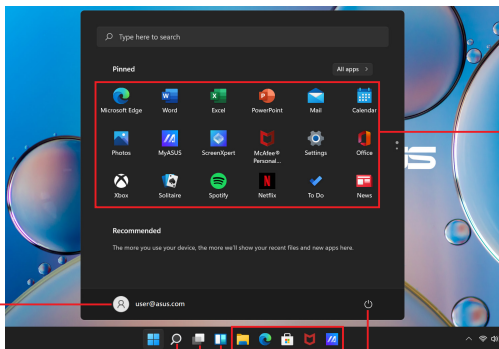 Type here to search
Pinned
All apps >
Microsoft Edge
Word
Excel
PowerPoint
Mail
Calendar
Photos
MyASUS
ScreenXpert
McAfee®
Personal...
Settings
Office
Xbox
Solitaire
Spotify
Netflix
To Do
News
Recommended
The more you use your device, the more we'll show your recent files and new apps here.
user@asus.com